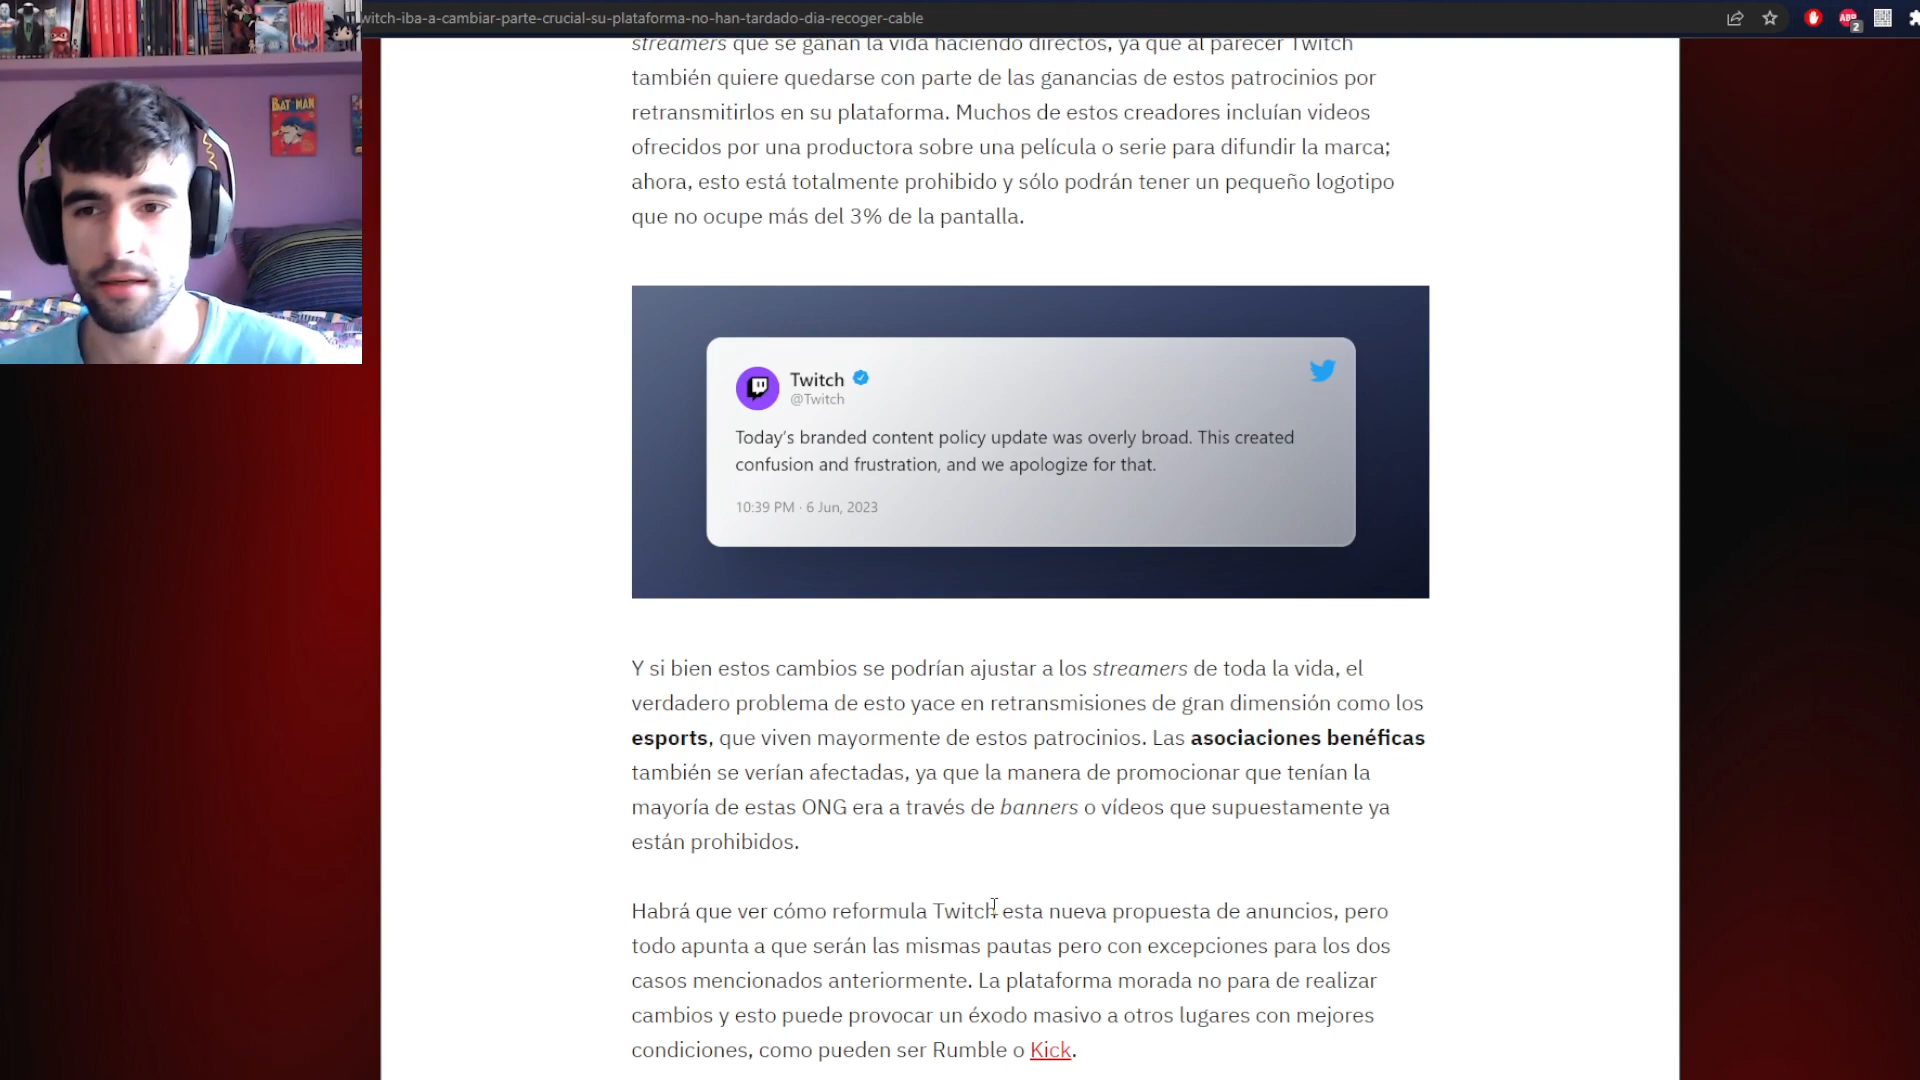 witch-iba-a-cambiar-parte-crucial-su-plataforma-no-han-tardado-dia-recoger-cable
BATMAN
ABP
2
streamers que se ganan la vida haciendo directos, ya que al parecer Twitch
también quiere quedarse con parte de las ganancias de estos patrocinios por
retransmitirlos en su plataforma. Muchos de estos creadores incluían videos
ofrecidos por una productora sobre una película o serie para difundir la marca;
ahora, esto está totalmente prohibido y sólo podrán tener un pequeño logotipo
que no ocupe más del 3% de la pantalla.
Twitch
@Twitch
Today's branded content policy update was overly broad. This created
confusion and frustration, and we apologize for that.
10:39 PM · 6 Jun, 2023
Y si bien estos cambios se podrían ajustar a los streamers de toda la vida, el
verdadero problema de esto yace en retransmisiones de gran dimensión como los
esports, que viven mayormente de estos patrocinios. Las asociaciones benéficas
también se verían afectadas, ya que la manera de promocionar que tenían la
mayoría de estas ONG era a través de banners o vídeos que supuestamente ya
están prohibidos.
Habrá que ver cómo reformula Twitch esta nueva propuesta de anuncios, pero
todo apunta a que serán las mismas pautas pero con excepciones para los dos
casos mencionados anteriormente. La plataforma morada no para de realizar
cambios y esto puede provocar un éxodo masivo a otros lugares con mejores
condiciones, como pueden ser Rumble o Kick.